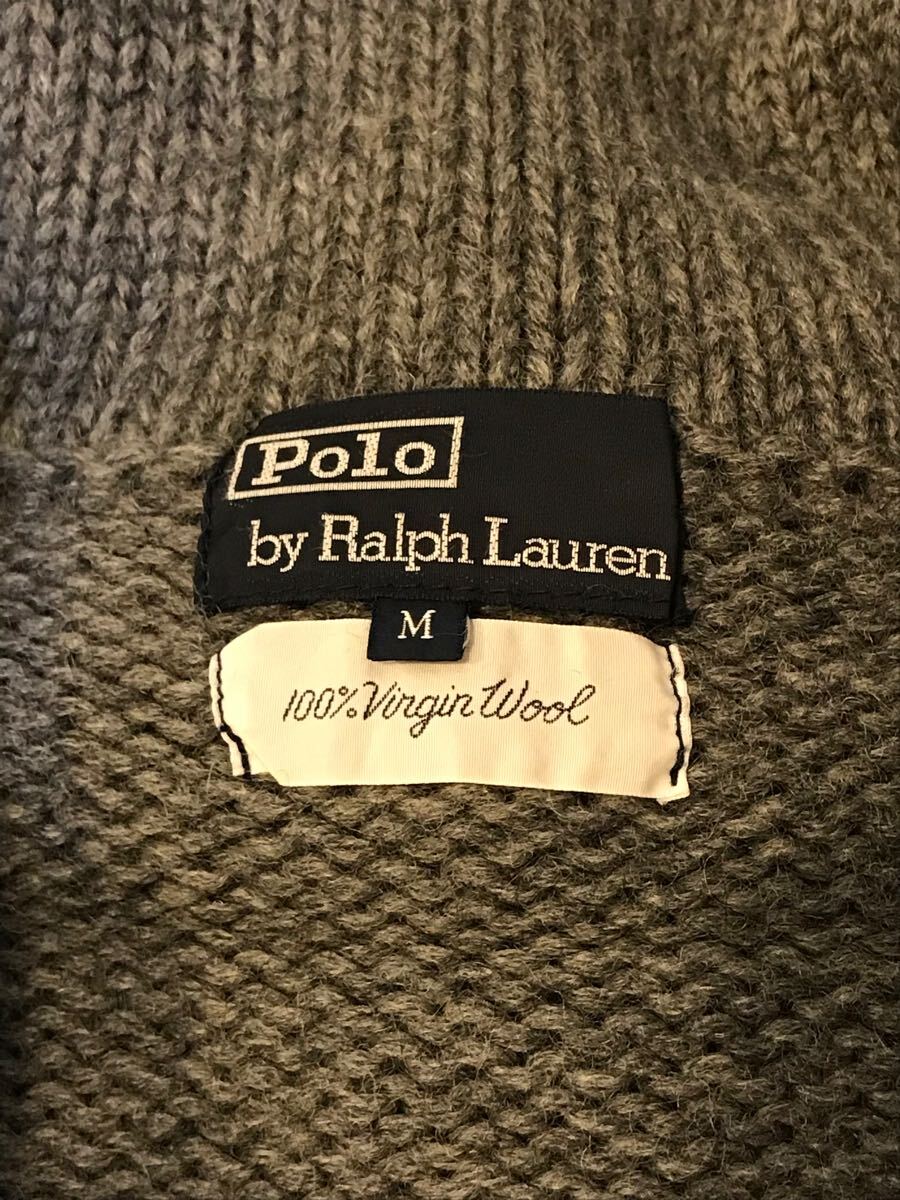 Polo
by Ralph Lauren
M
100% Virgin Wool